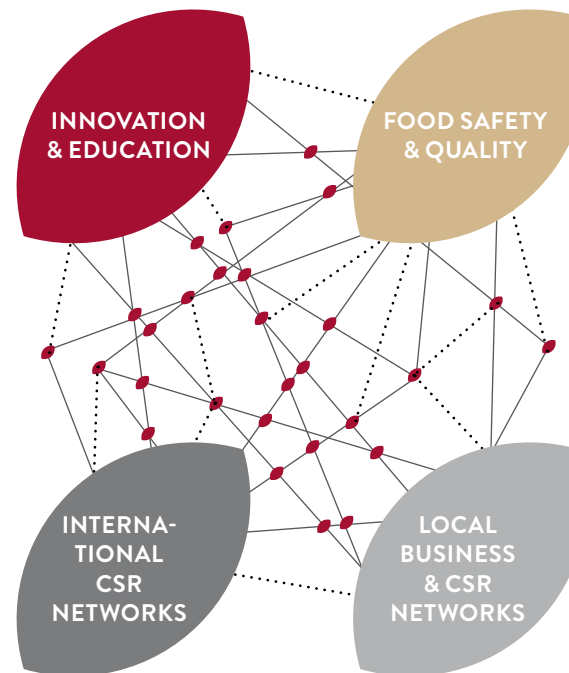 INNOVATION
& EDUCATION
FOOD SAFETY
& QUALITY
INTERNA-
TIONAL
CSR
NETWORKS
LOCAL
BUSINESS
& CSR
NETWORKS